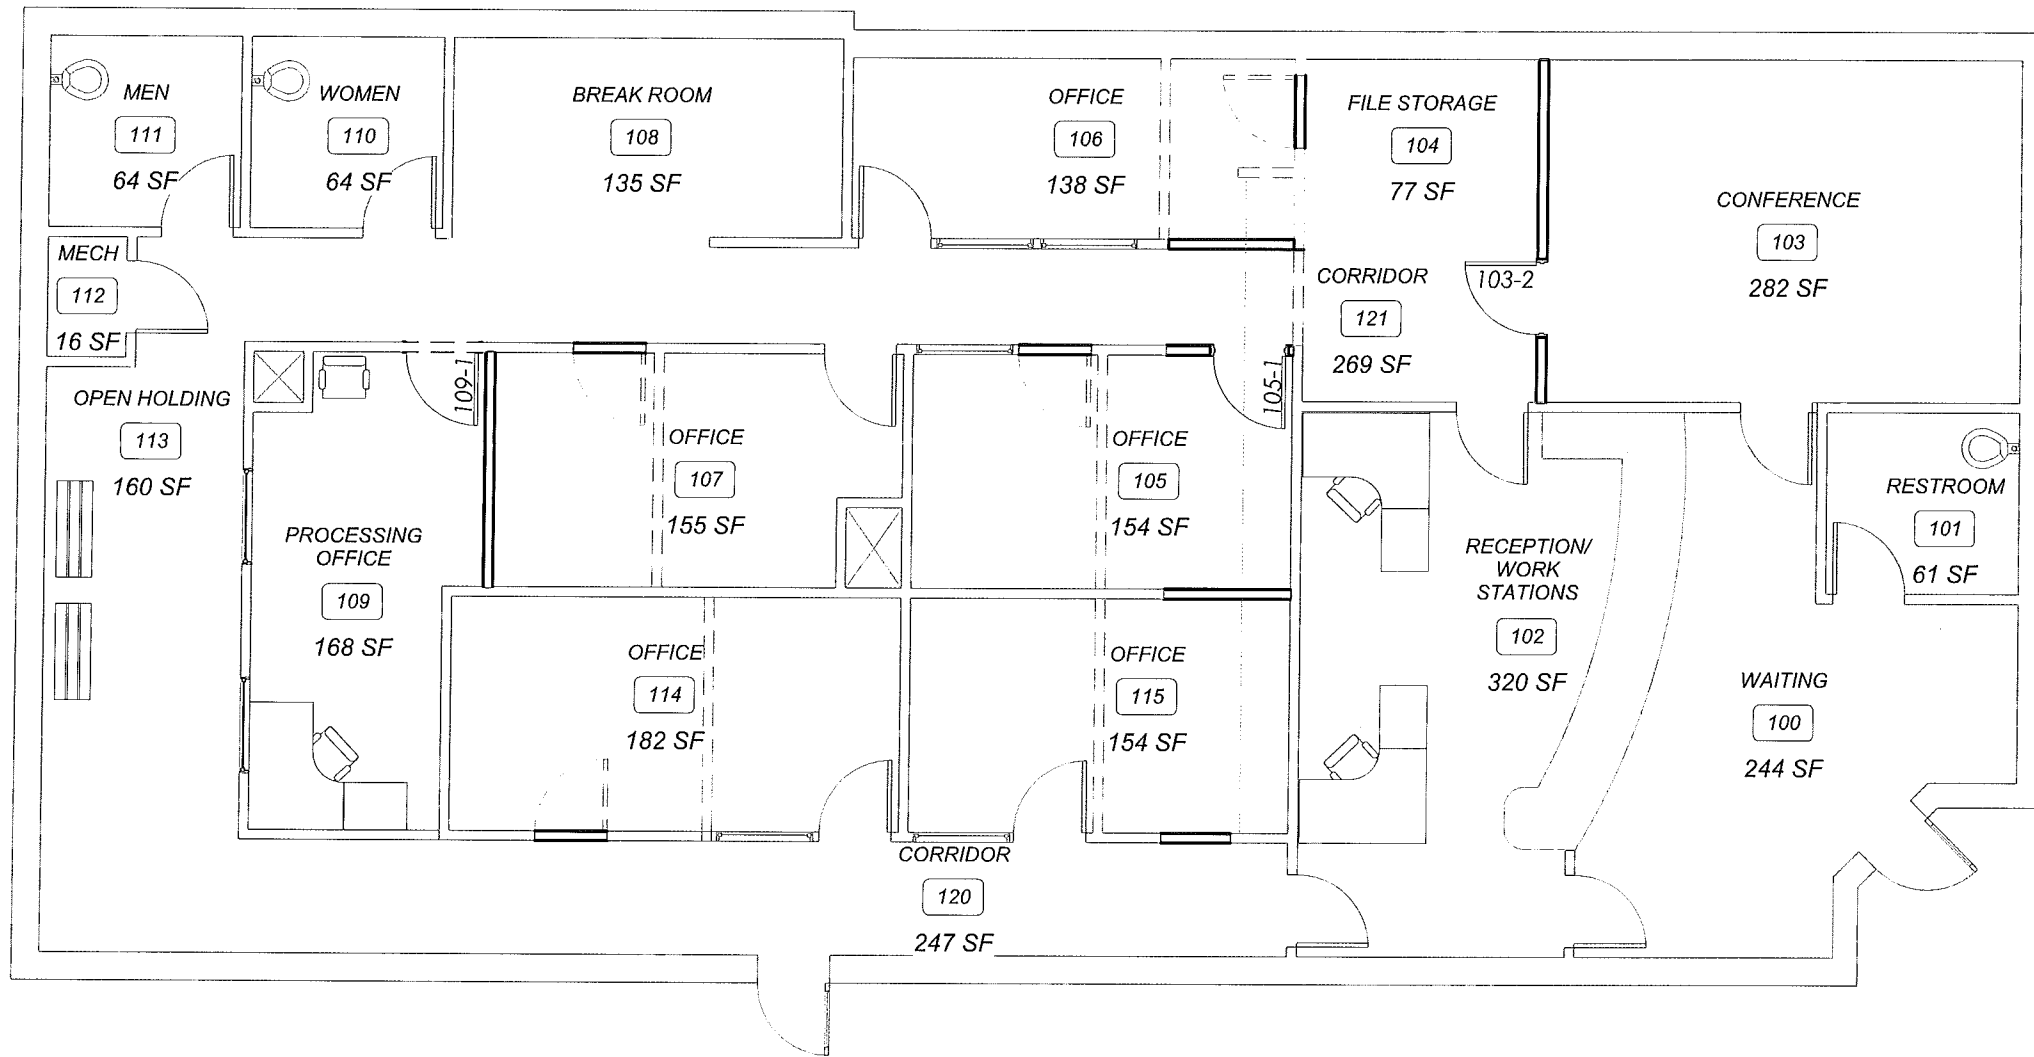 MEN
111
64 SF
WOMEN
110
64 SF
BREAK ROOM
108
135 SF
OFFICE
106
138 SF
FILE STORAGE
104
77 SF
CONFERENCE
103
282 SF
MECH
112
16 SF
CORRIDOR
121
269 SF
103-2
OPEN HOLDING
113
160 SF
109-1
OFFICE
107
155 SF
105-1
OFFICE
105
154 SF
RESTROOM
101
61 SF
PROCESSING
OFFICE
109
168 SF
RECEPTION/
WORK
STATIONS
102
320 SF
OFFICE
114
182 SF
OFFICE
115
154 SF
WAITING
100
244 SF
CORRIDOR
120
247 SF